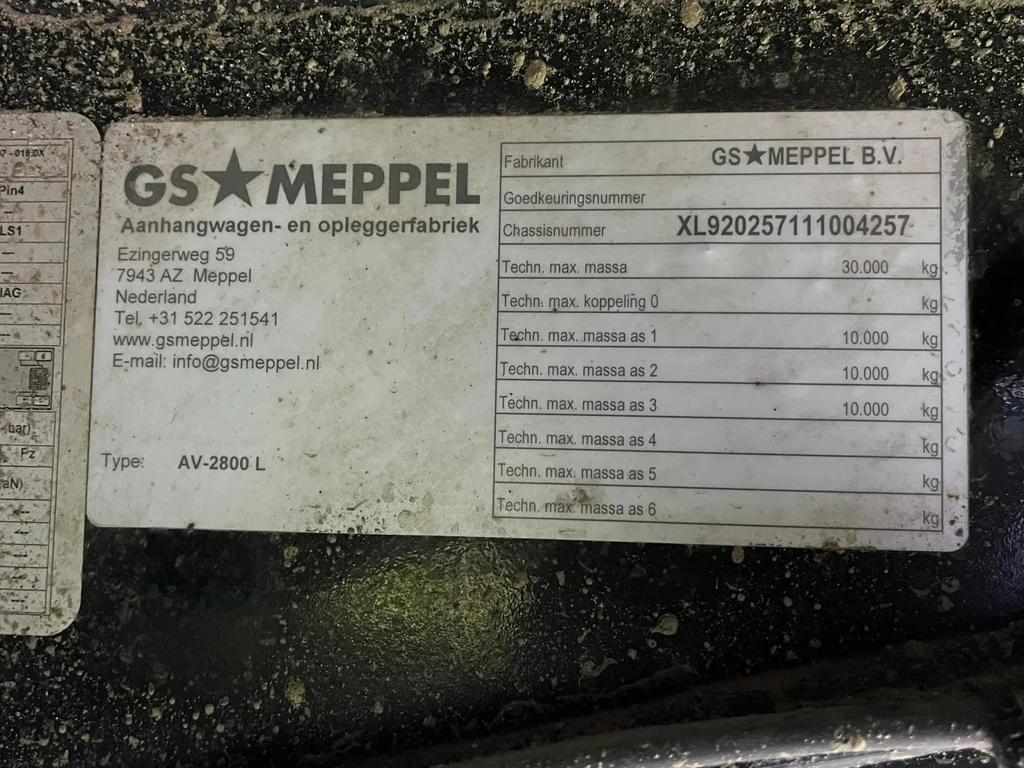 7 - 019.0X
Pin4
LS1
IAG
(bar)
Pz
aN)
GS★MEPPEL
Aanhangwagen- en opleggerfabriek
Ezingerweg 59
7943 AZ Meppel
Nederland
Tel. +31 522 251541
www.gsmeppel.nl
E-mail: info@gsmeppel.nl
Type: AV-2800 L
Fabrikant GS★MEPPEL B.V.
Goedkeuringsnummer
Chassisnummer XL920257111004257
Techn. max. massa 30.000 kg
Techn. max. koppeling 0 kg
Techn. max. massa as 1 10.000 kg
Techn. max. massa as 2 10.000 kg
Techn. max. massa as 3 10.000 kg
Techn. max. massa as 4 kg
Techn. max. massa as 5 kg
Techn. max. massa as 6 kg